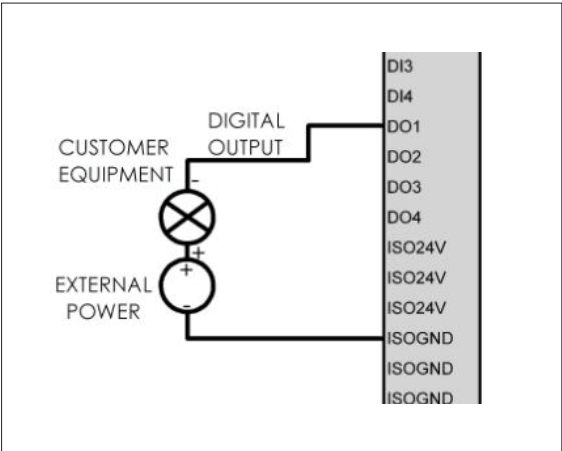 DI3
DI4
DIGITAL
OUTPUT
DO1
CUSTOMER
EQUIPMENT
-
DO2
DO3
DO4
ISO24V
+
+
EXTERNAL
POWER
-
ISO24V
ISO24V
ISOGND
ISOGND
ISOGND